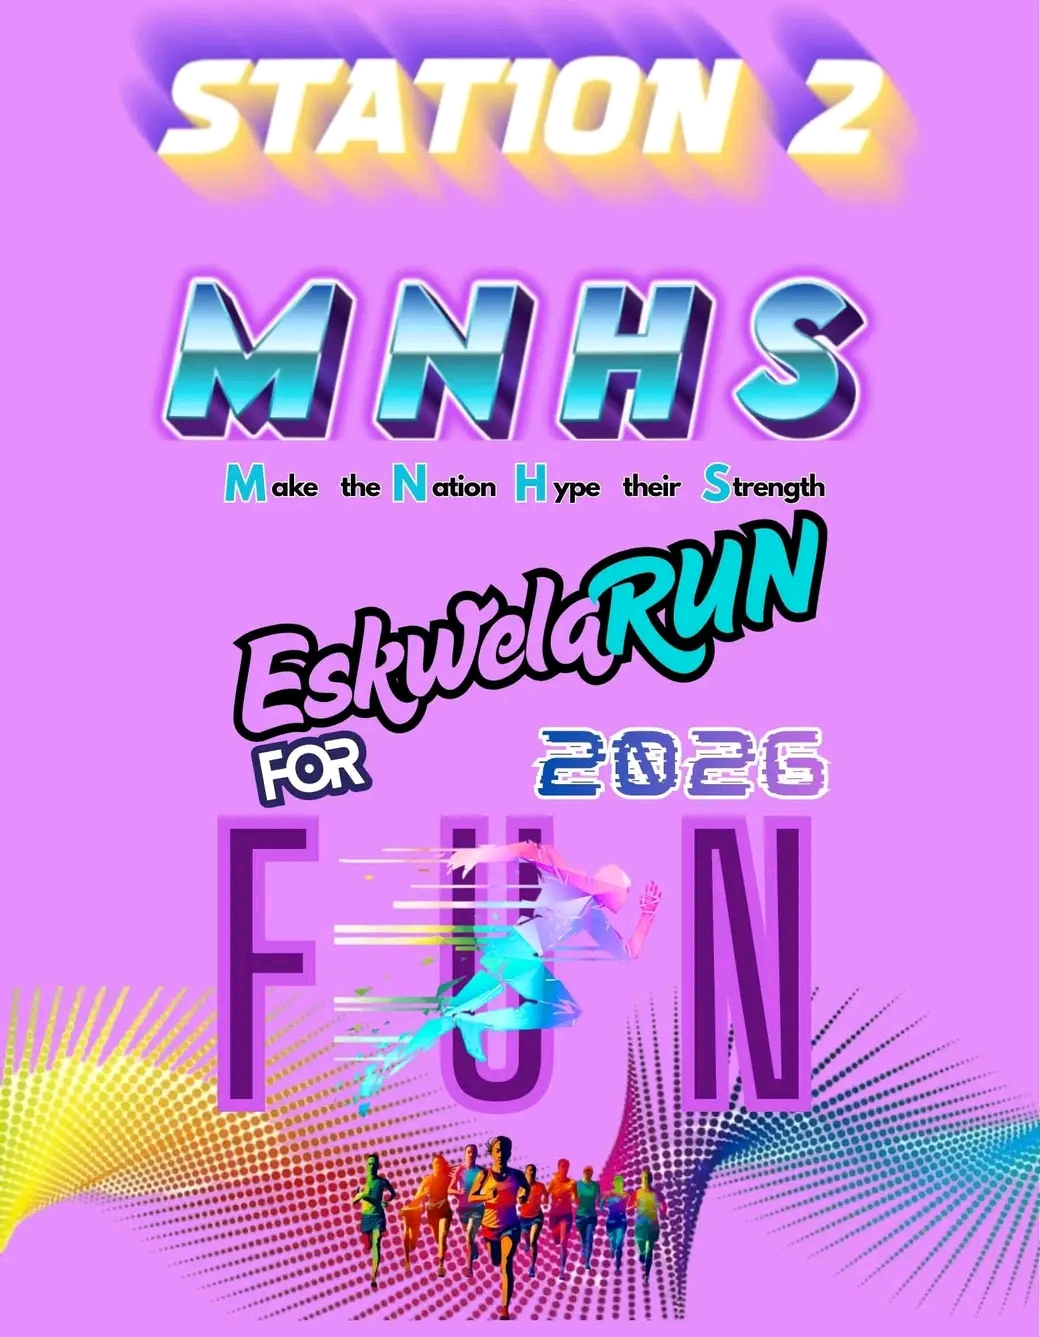 STATION 2
MNHS
Make the Nation Hype their Strength
EskwelaRUN
FOR 2026
FUN